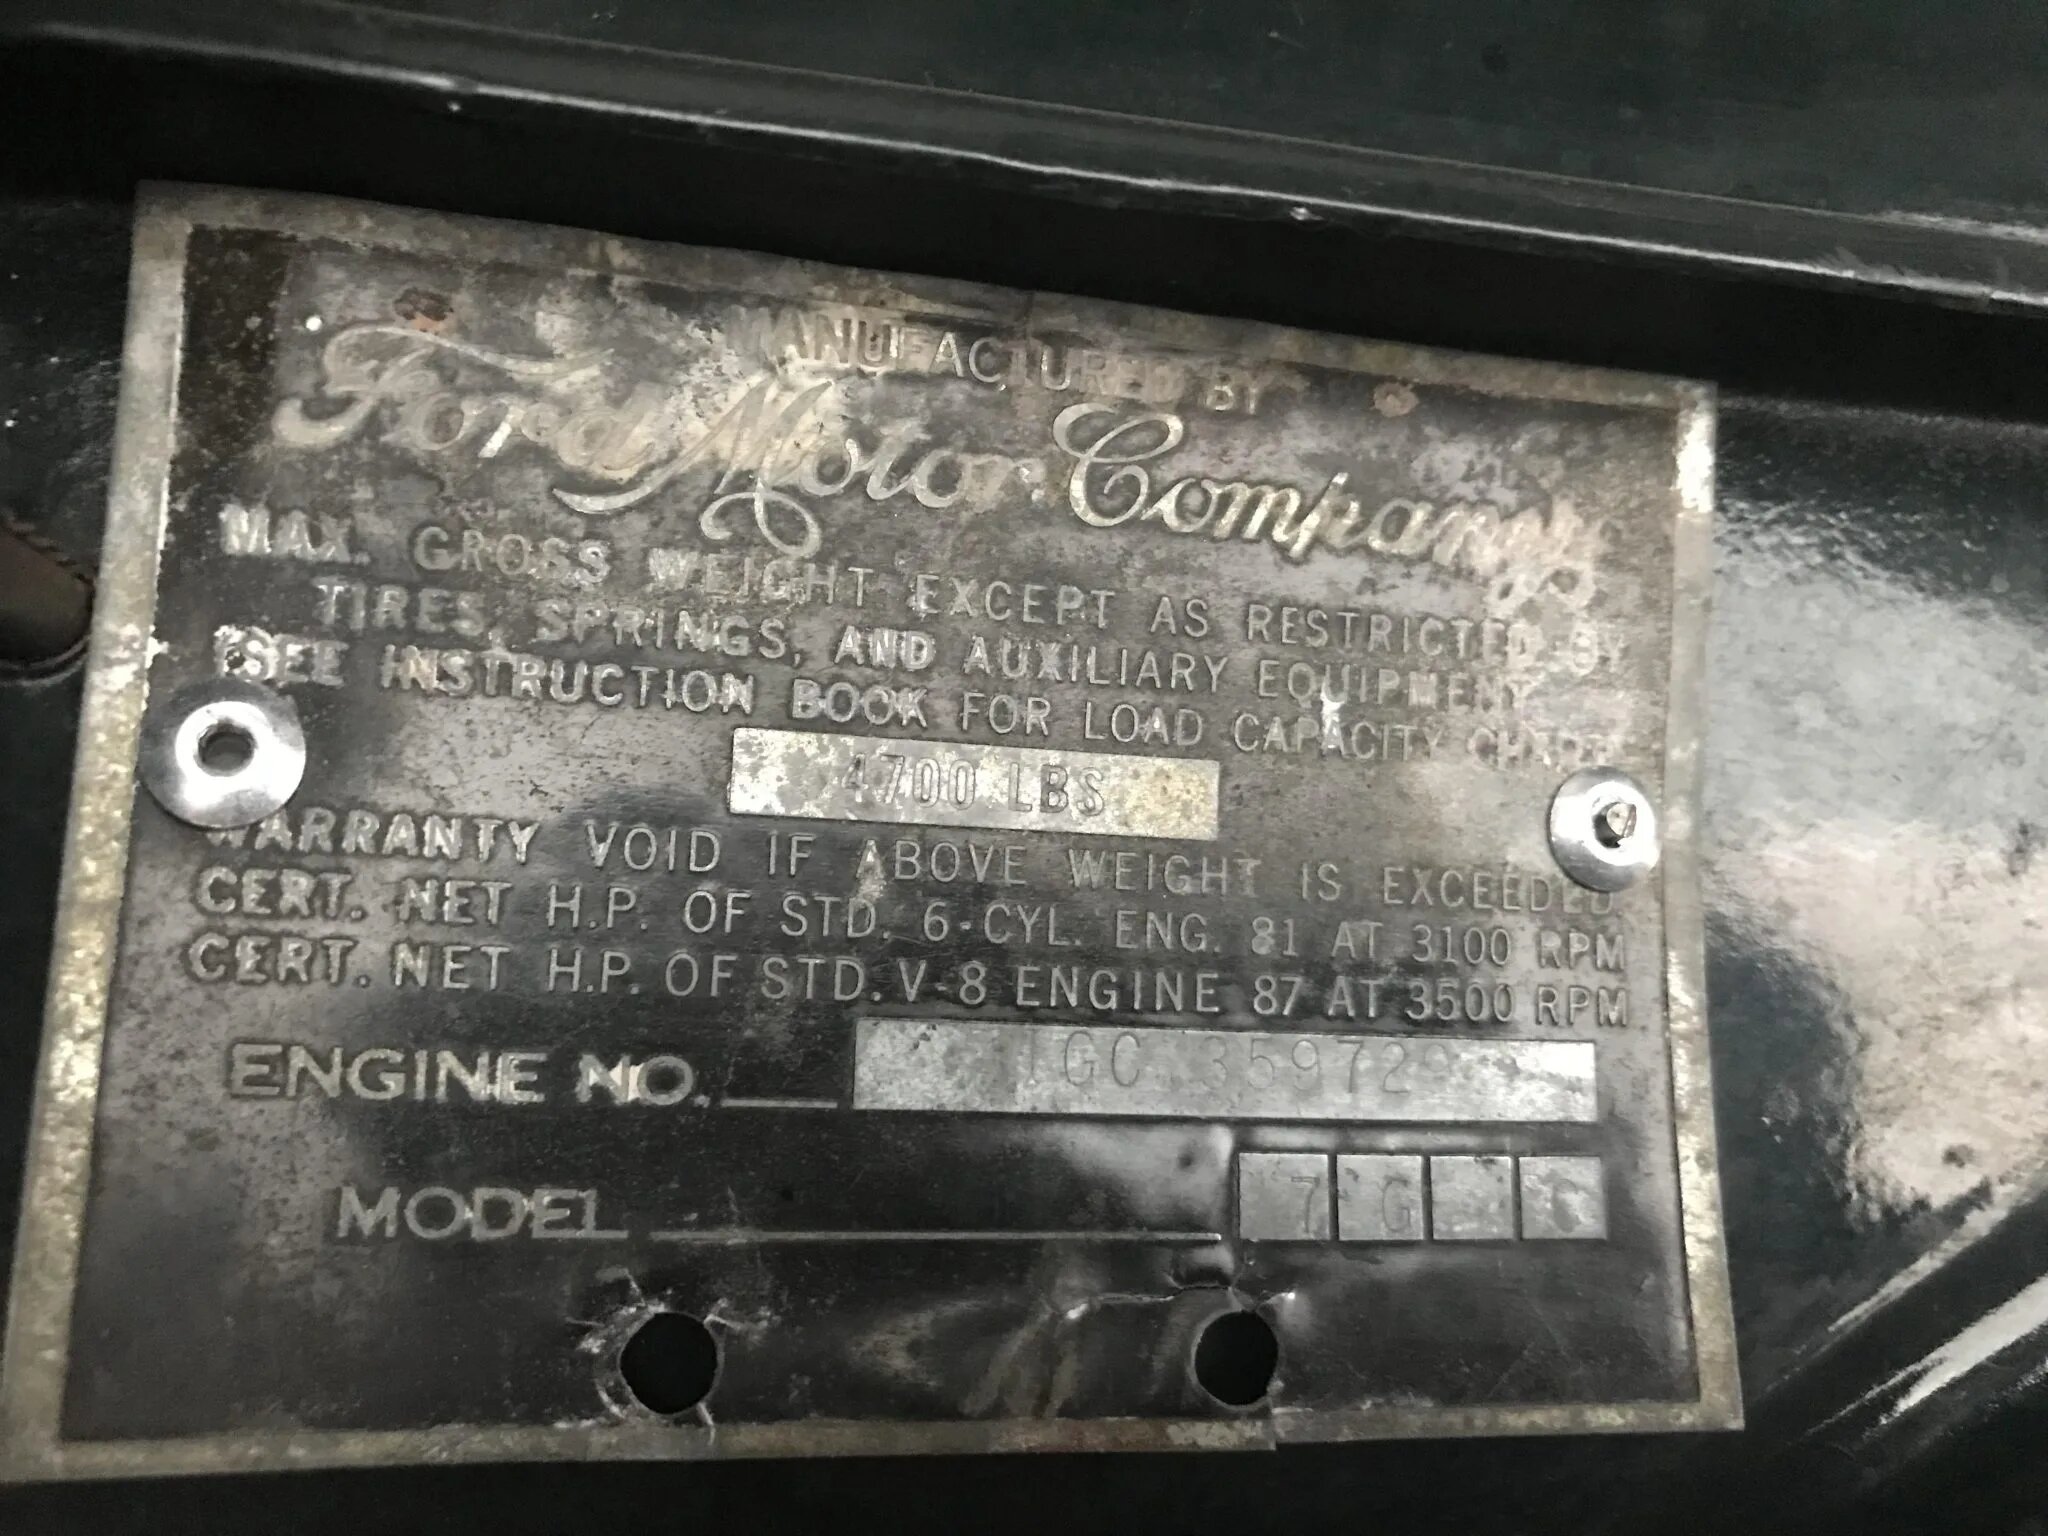 MANUFACTURED BY
Ford Motor Company
MAX. GROSS WEIGHT EXCEPT AS RESTRICTED BY
TIRES, SPRINGS, AND AUXILIARY EQUIPMENT
(SEE INSTRUCTION BOOK FOR LOAD CAPACITY
4700 LBS
WARRANTY VOID IF ABOVE WEIGHT IS EXCEEDED
CERT. NET H.P. OF STD. 6-CYL. ENG. 81 AT 3100 RPM
CERT. NET H.P. OF STD. V-8 ENGINE 87 AT 3500 RPM
ENGINE NO. 1GC 359729
MODEL 7 G C